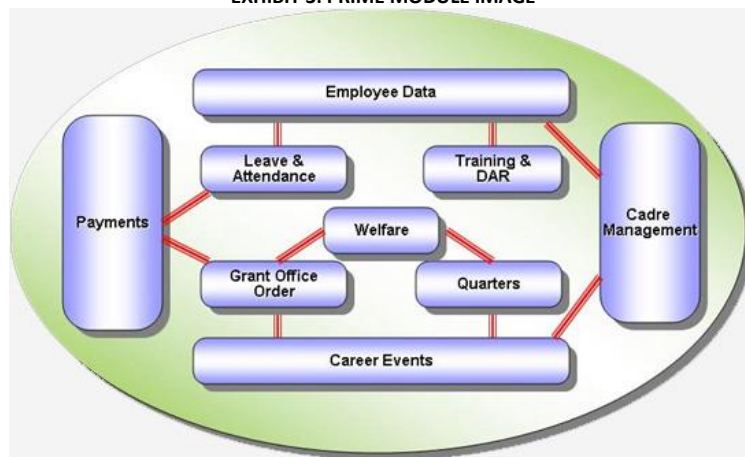 EXHIBIT PRIME MODULE IMAGE
Employee Data
Leave &
Attendance
Training &
DAR
Payments
Welfare
Cadre
Management
Grant Office
Order
Quarters
Career Events